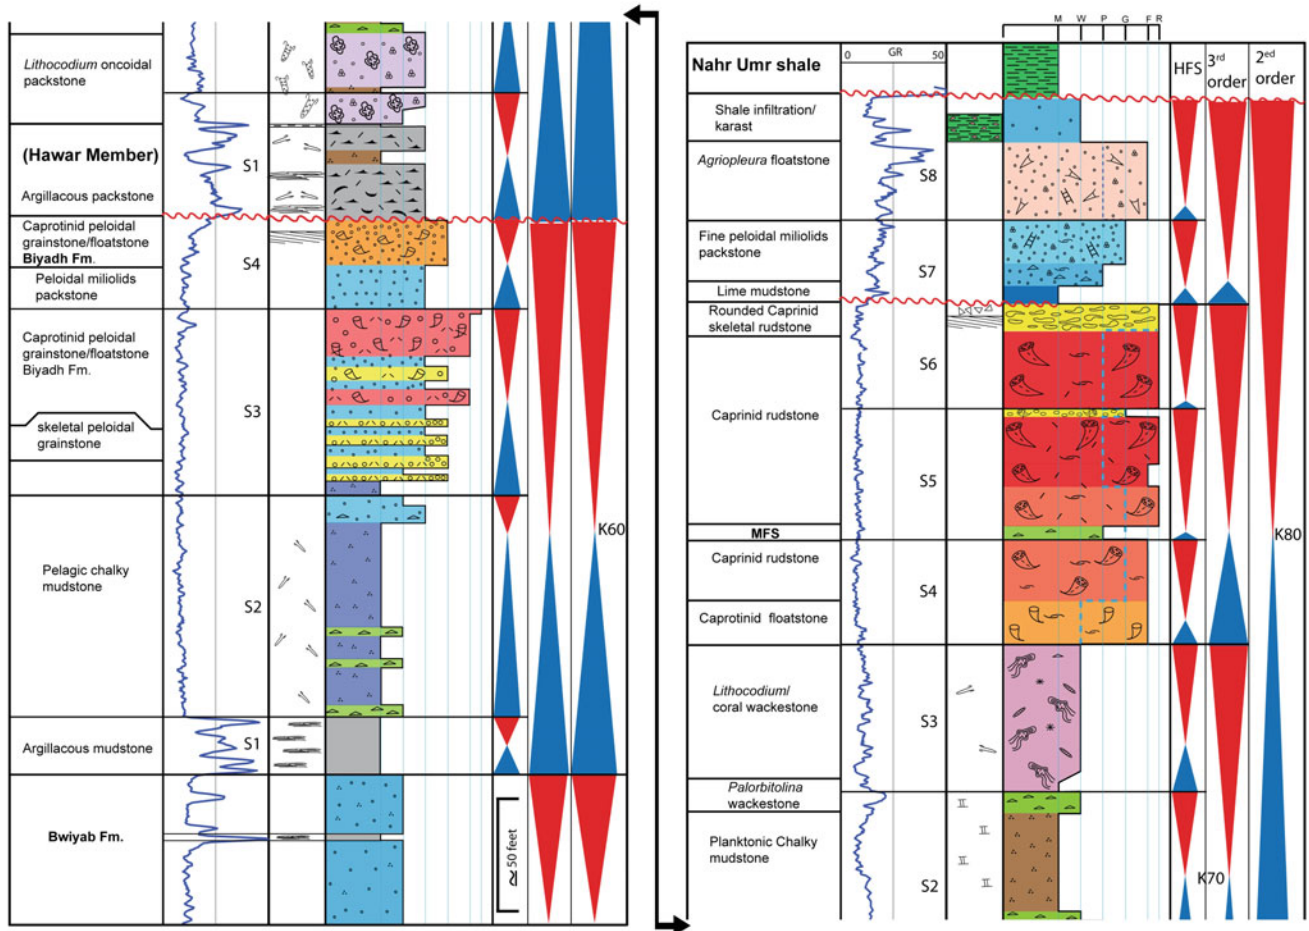 Lithocodium oncoidal
packstone
(Hawar Member)
Argillacous packstone
S1
Caprotinid peloidal
grainstone/floatstone
Biyadh Fm.
S4
Peloidal miliolids
packstone
Caprotinid peloidal
grainstone/floatstone
Biyadh Fm.
S3
skeletal peloidal
grainstone
K60
Pelagic chalky
mudstone
S2
Argillacous mudstone
S1
Bwiyab Fm.
50 feet
M W P G F R
Nahr Umr shale
0 GR 50
HFS
3rd
order
2ed
order
Shale infiltration/
karast
Agriopleura floatstone
S8
Fine peloidal miliolids
packstone
S7
Lime mudstone
Rounded Caprinid
skeletal rudstone
S6
Caprinid rudstone
S5
MFS
K80
Caprinid rudstone
S4
Caprotinid floatstone
Lithocodium/
coral wackestone
S3
Palorbitolina
wackestone
Planktonic Chalky
mudstone
S2
K70